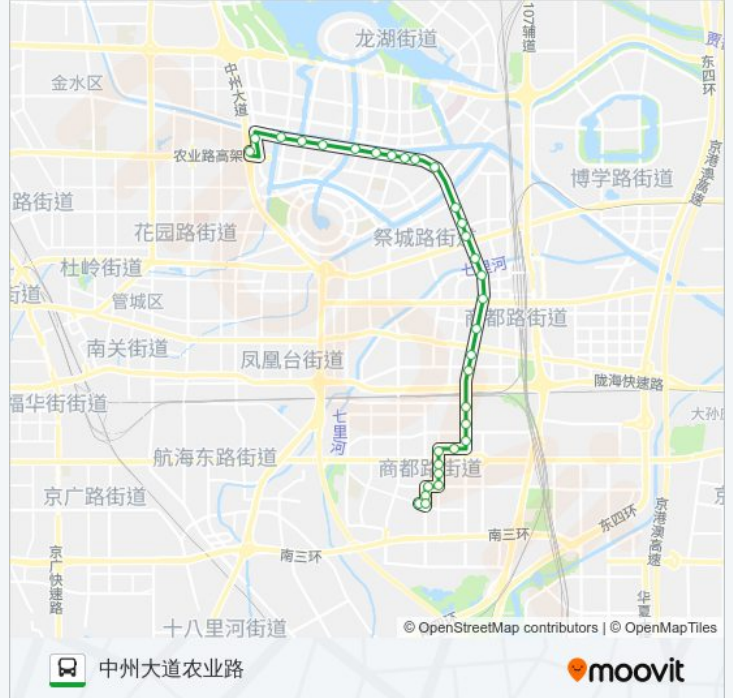 龙湖街道
107辅道
贾
东四环
金水区
中州大道
京港澳高速
农业路高架
博学路街道
路街道
花园路街道
祭城路街
杜岭街道
七里河
街道
管城区
商都路街道
南关街道
凤凰台街道
陇海快速路
福华街街道
七里河
大孙
航海东路街道
商都路街道
京广路街道
京
京港澳高速
东四环
南三环
南三环
京广快速路
华夏
十八里河街道
© OpenStreetMap contributors | © OpenMapTiles
中州大道农业路
moovit